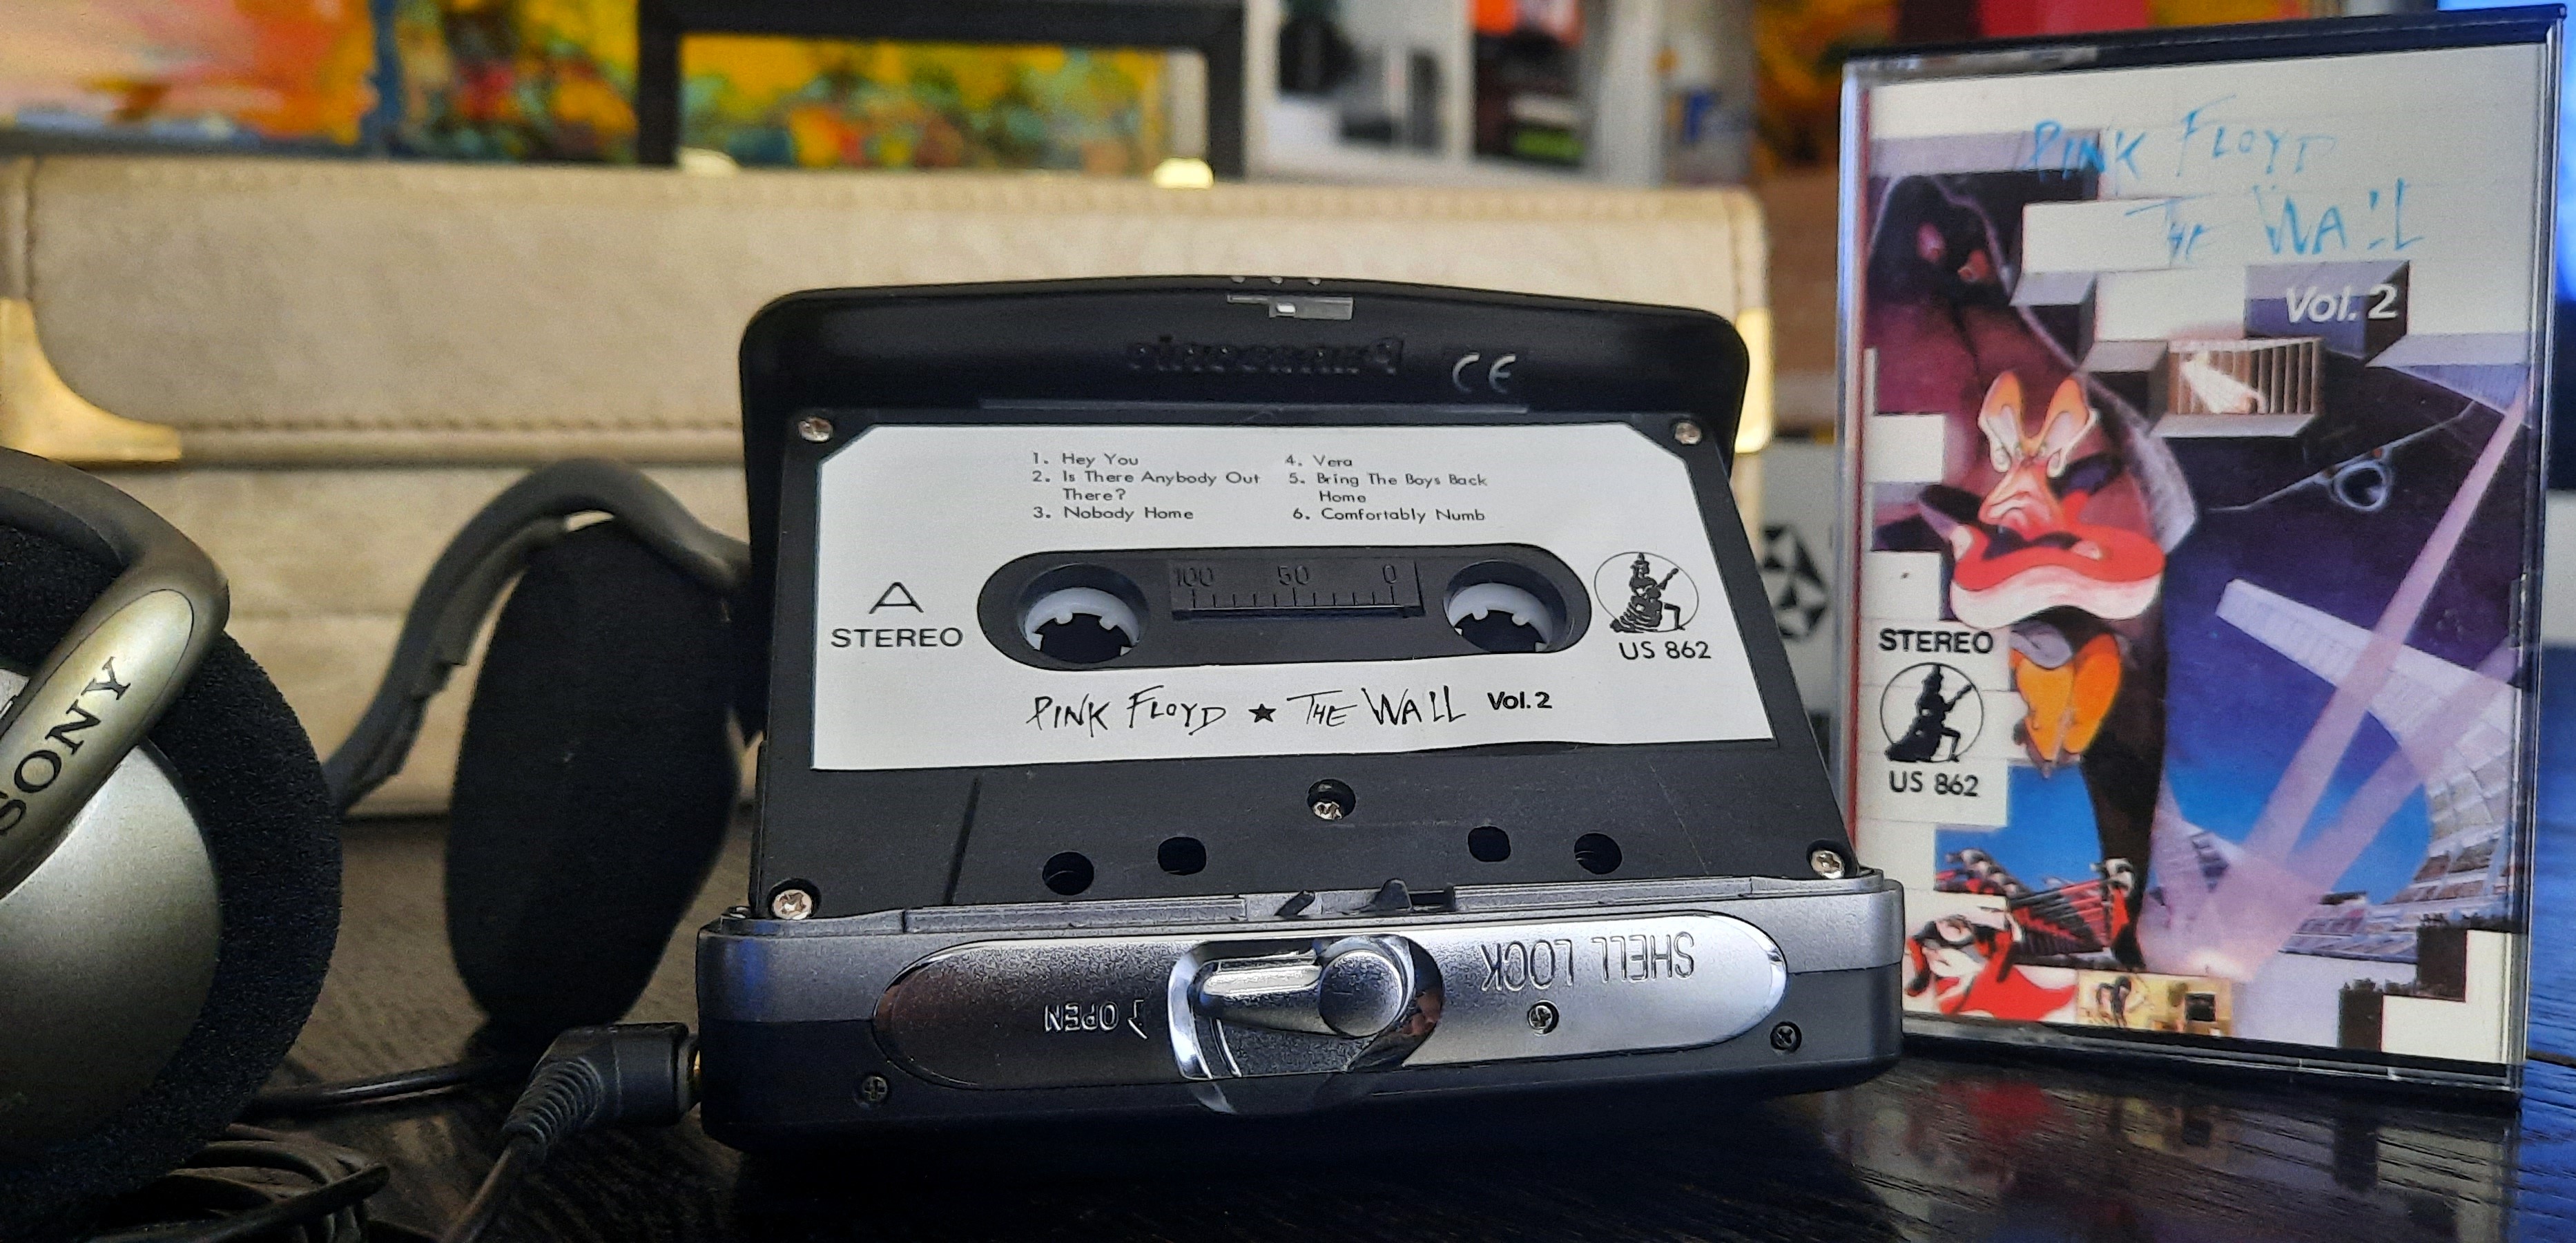 PINK FLOYD
THE WALL
Vol. 2
STEREO
US 862
Panasonic
CE
1. Hey You
2. Is There Anybody Out
There?
3. Nobody Home
4. Vera
5. Bring The Boys Back
Home
6. Comfortably Numb
100 50 0
A
STEREO
US 862
PINK FLOYD ★ THE WALL Vol. 2
SHELL LOCK
OPEN
SONY